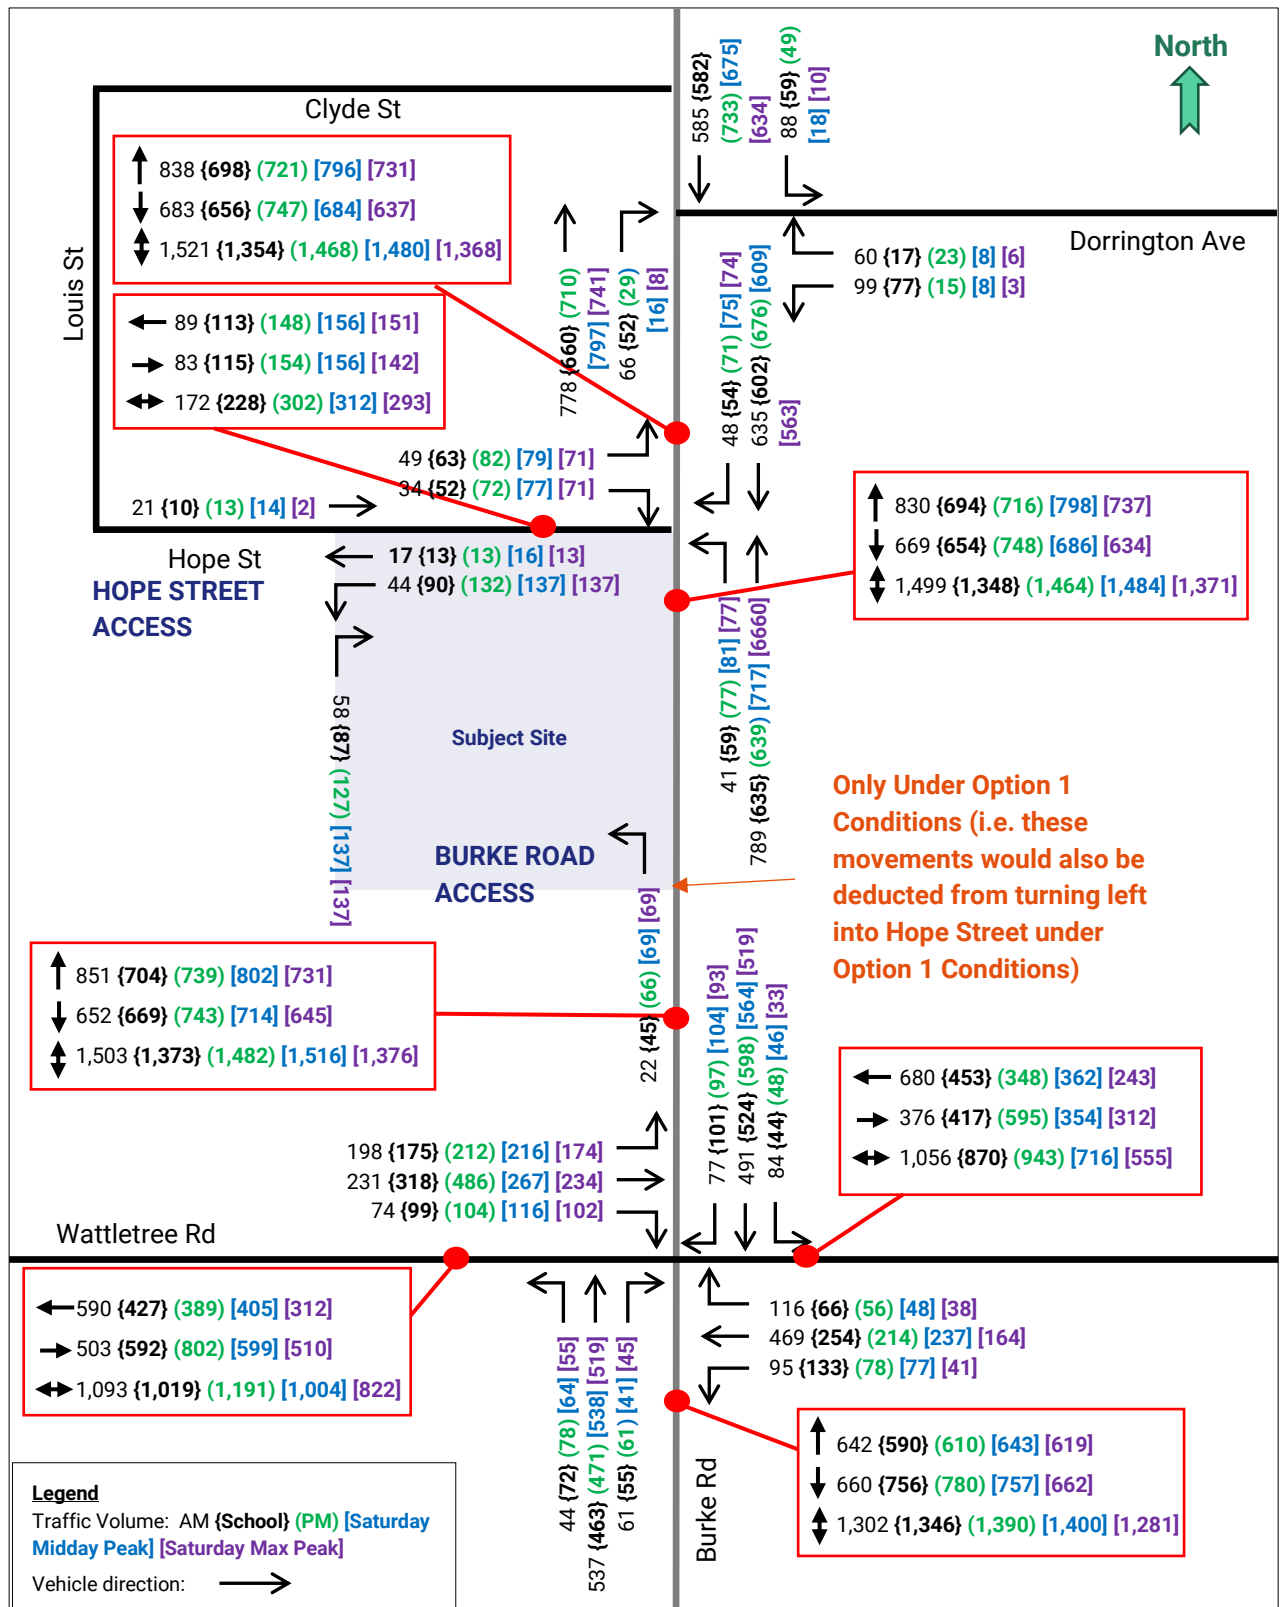 North
585 {582}
(733) [675]
[634]
88 {59} (49)
[18] [10]
Clyde St
838 {698} (721) [796] [731]
683 {656} (747) [684] [637]
1,521 {1,354} (1,468) [1,480] [1,368]
Louis St
Dorrington Ave
60 {17} (23) [8] [6]
99 {77} (15) [8] [3]
89 {113} (148) [156] [151]
83 {115} (154) [156] [142]
172 {228} (302) [312] [293]
778 {660} (710)
[797] [741]
66 {52} (29)
[16] [8]
48 {54} (71) [75] [74]
635 {602} (676) [609]
[563]
49 {63} (82) [79] [71]
34 {52} (72) [77] [71]
21 {10} (13) [14] [2]
830 {694} (716) [798] [737]
669 {654} (748) [686] [634]
1,499 {1,348} (1,464) [1,484] [1,371]
Hope St
17 {13} (13) [16] [13]
44 {90} (132) [137] [137]
HOPE STREET
ACCESS
58 {87} (127) [137] [137]
41 {59} (77) [81] [77]
789 {635} (639) [717] [6660]
Subject Site
BURKE ROAD
ACCESS
Only Under Option 1
Conditions (i.e. these
movements would also be
deducted from turning left
into Hope Street under
Option 1 Conditions)
22 {45} (66) [69] [69]
851 {704} (739) [802] [731]
652 {669} (743) [714] [645]
1,503 {1,373} (1,482) [1,516] [1,376]
77 {101} (97) [104] [93]
491 {524} (598) [564] [519]
84 {44} (48) [46] [33]
680 {453} (348) [362] [243]
376 {417} (595) [354] [312]
1,056 {870} (943) [716] [555]
198 {175} (212) [216] [174]
231 {318} (486) [267] [234]
74 {99} (104) [116] [102]
Wattletree Rd
590 {427} (389) [405] [312]
503 {592} (802) [599] [510]
1,093 {1,019} (1,191) [1,004] [822]
44 {72} (78) [64] [55]
537 {463} (471) [538] [519]
61 {55} (61) [41] [45]
116 {66} (56) [48] [38]
469 {254} (214) [237] [164]
95 {133} (78) [77] [41]
Burke Rd
642 {590} (610) [643] [619]
660 {756} (780) [757] [662]
1,302 {1,346} (1,390) [1,400] [1,281]
Legend
Traffic Volume: AM {School} (PM) [Saturday
Midday Peak] [Saturday Max Peak]
Vehicle direction: